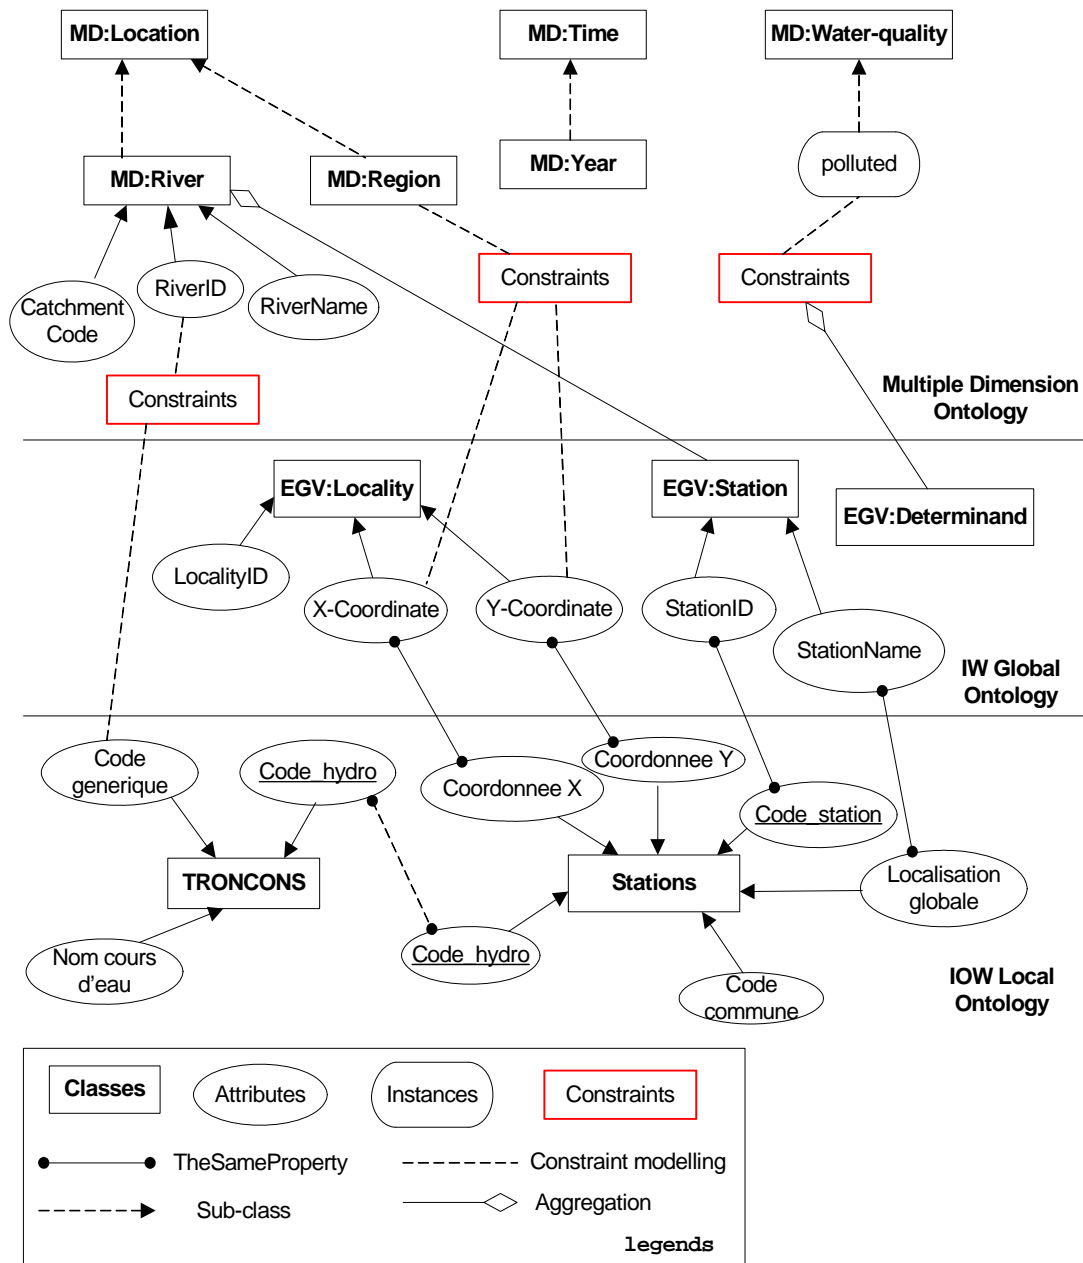 MD:Location
MD:Time
MD:Water-quality
MD:River
MD:Region
MD:Year
polluted
Catchment
Code
RiverID
RiverName
Constraints
Constraints
Constraints
Multiple Dimension
Ontology
EGV:Locality
EGV:Station
EGV:Determinand
LocalityID
X-Coordinate
Y-Coordinate
StationID
StationName
IW Global
Ontology
Code
generique
Code_hydro
Coordonnee X
Coordonnee Y
Code_station
TRONCONS
Stations
Localisation
globale
Nom cours
d'eau
Code_hydro
Code
commune
IOW Local
Ontology
Classes
Attributes
Instances
Constraints
TheSameProperty
Constraint modelling
Sub-class
Aggregation
legends